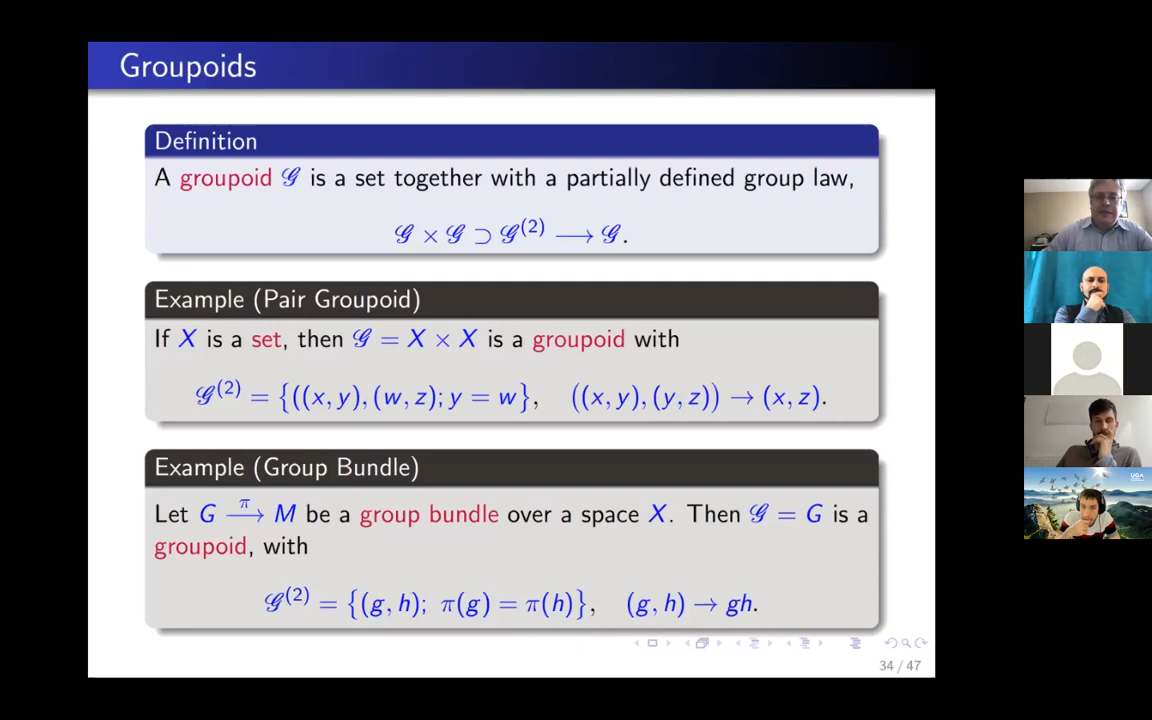 Groupoids
Definition
A groupoid 𝒢 is a set together with a partially defined group law,
𝒢 × 𝒢 ⊃ 𝒢⁽²⁾ ⟶ 𝒢.
Example (Pair Groupoid)
If X is a set, then 𝒢 = X × X is a groupoid with
𝒢⁽²⁾ = {((x, y), (w, z); y = w},   ((x, y), (y, z)) → (x, z).
Example (Group Bundle)
Let G ⟶^π M be a group bundle over a space X. Then 𝒢 = G is a
groupoid, with
𝒢⁽²⁾ = {(g, h); π(g) = π(h)},   (g, h) → gh.
34 / 47
UGA